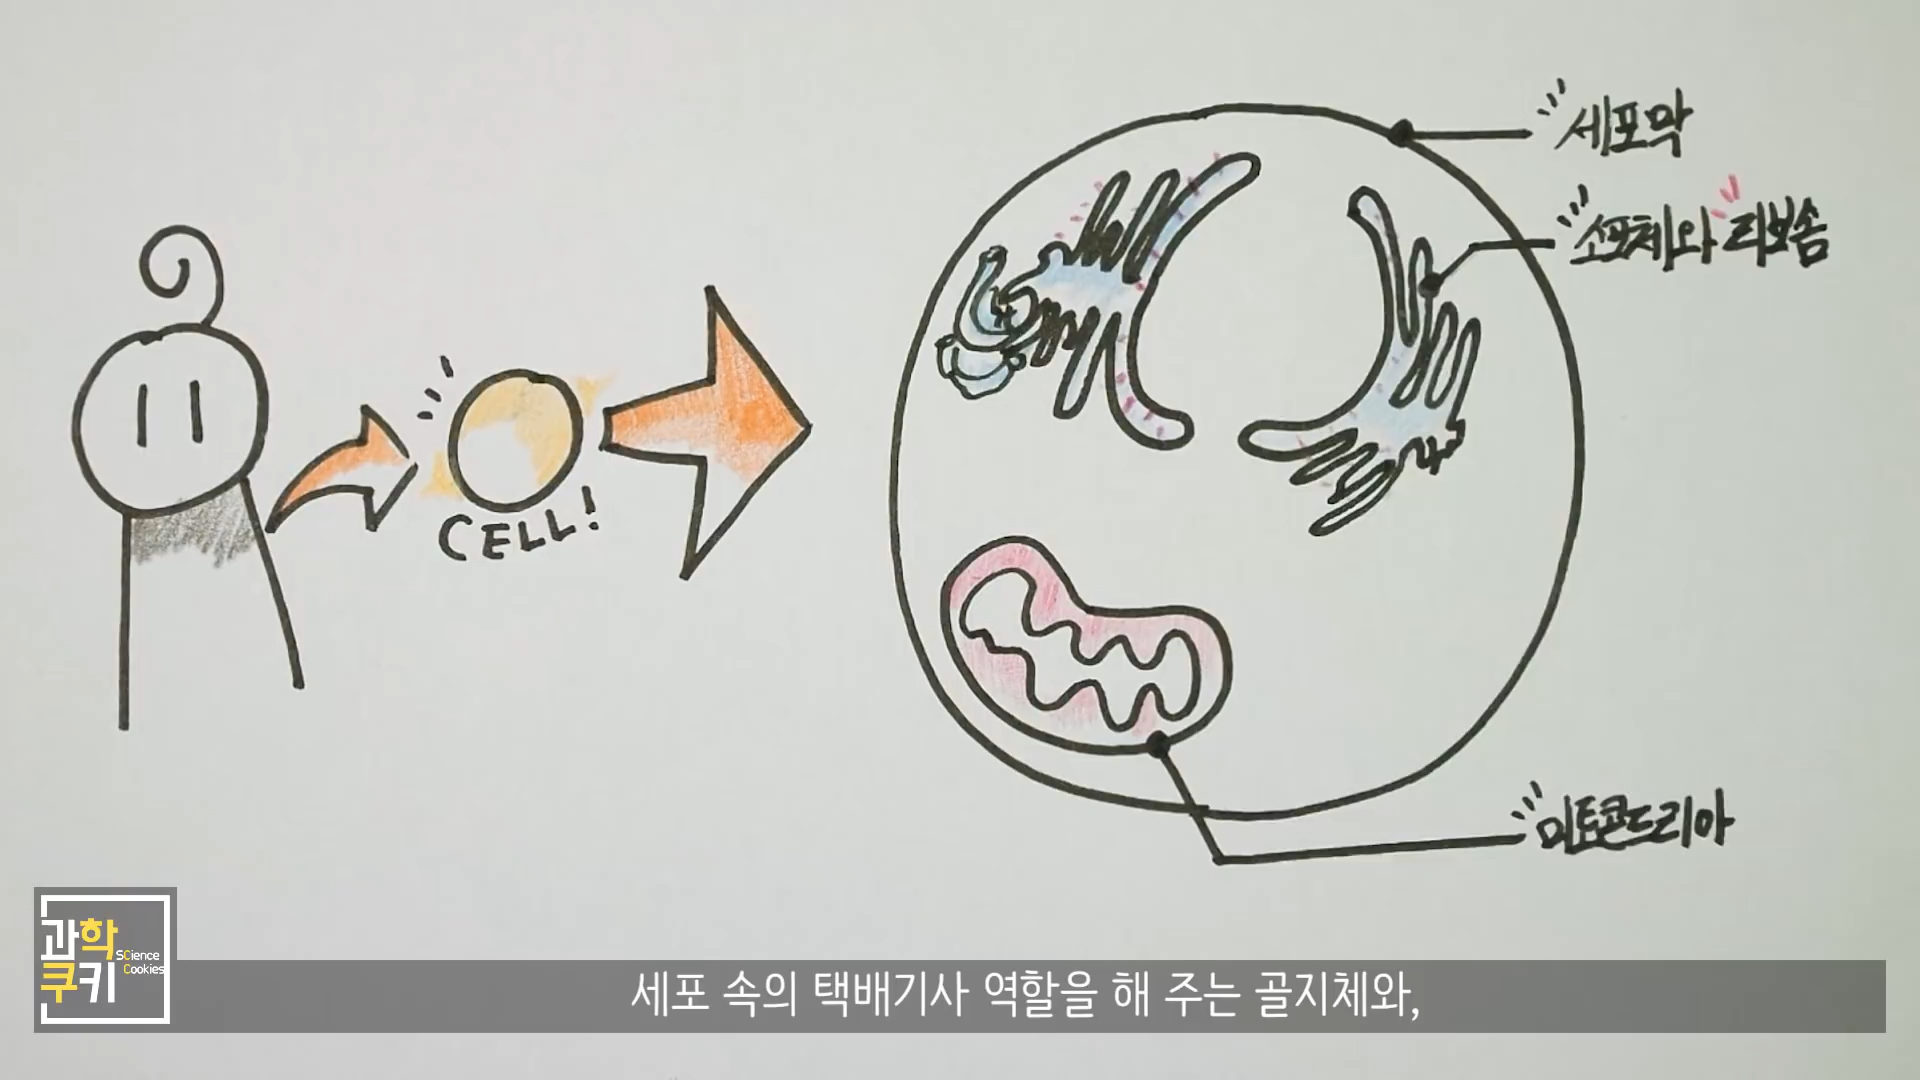 세포막
소포체와 리보솜
CELL!
미토콘드리아
과학
쿠키
SCience
Cookies
세포 속의 택배기사 역할을 해 주는 골지체와,